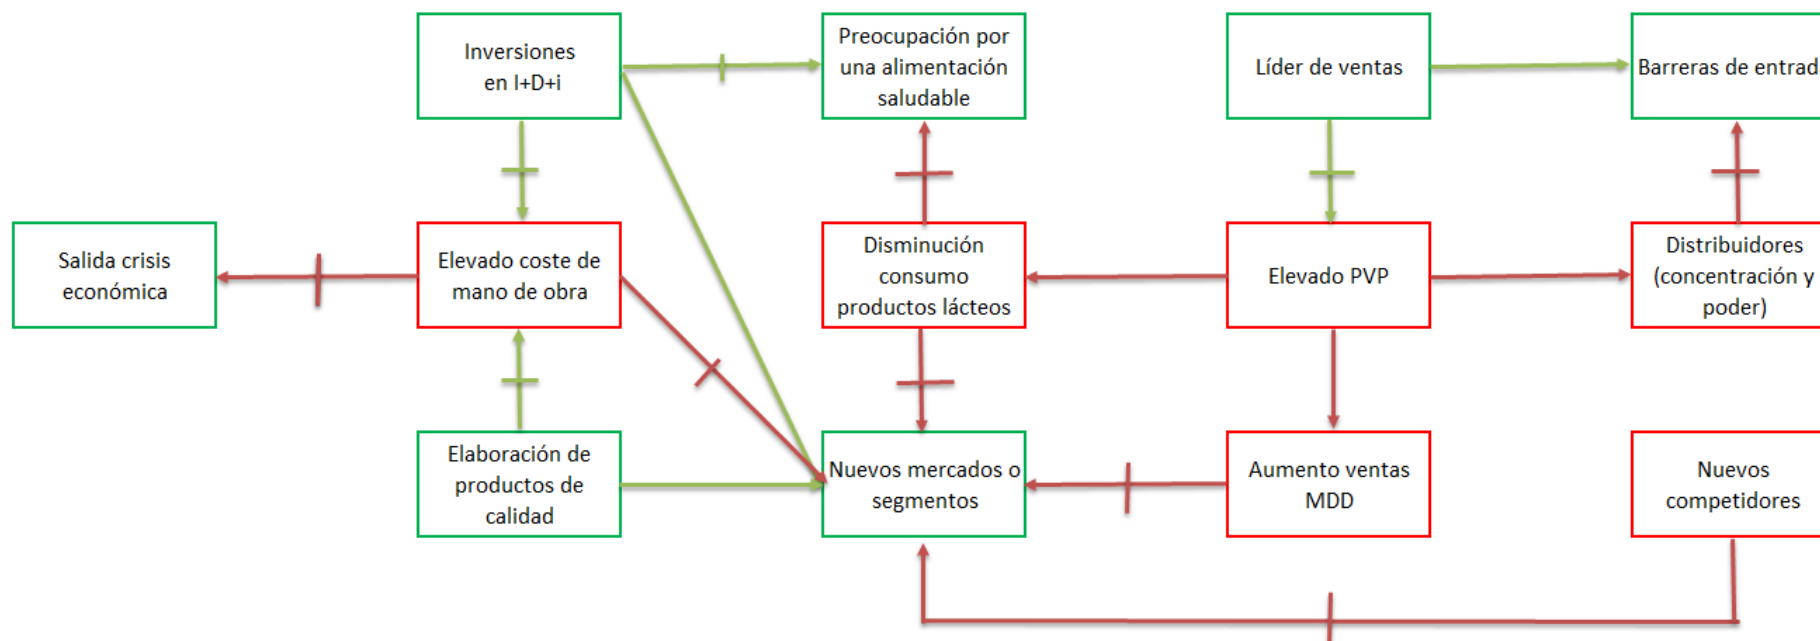 Inversiones
en I+D+i
Preocupación por
una alimentación
saludable
Líder de ventas
Barreras de entrad
Salida crisis
económica
Elevado coste de
mano de obra
Disminución
consumo
productos lácteos
Elevado PVP
Distribuidores
(concentración y
poder)
Elaboración de
productos de
calidad
Nuevos mercados o
segmentos
Aumento ventas
MDD
Nuevos
competidores